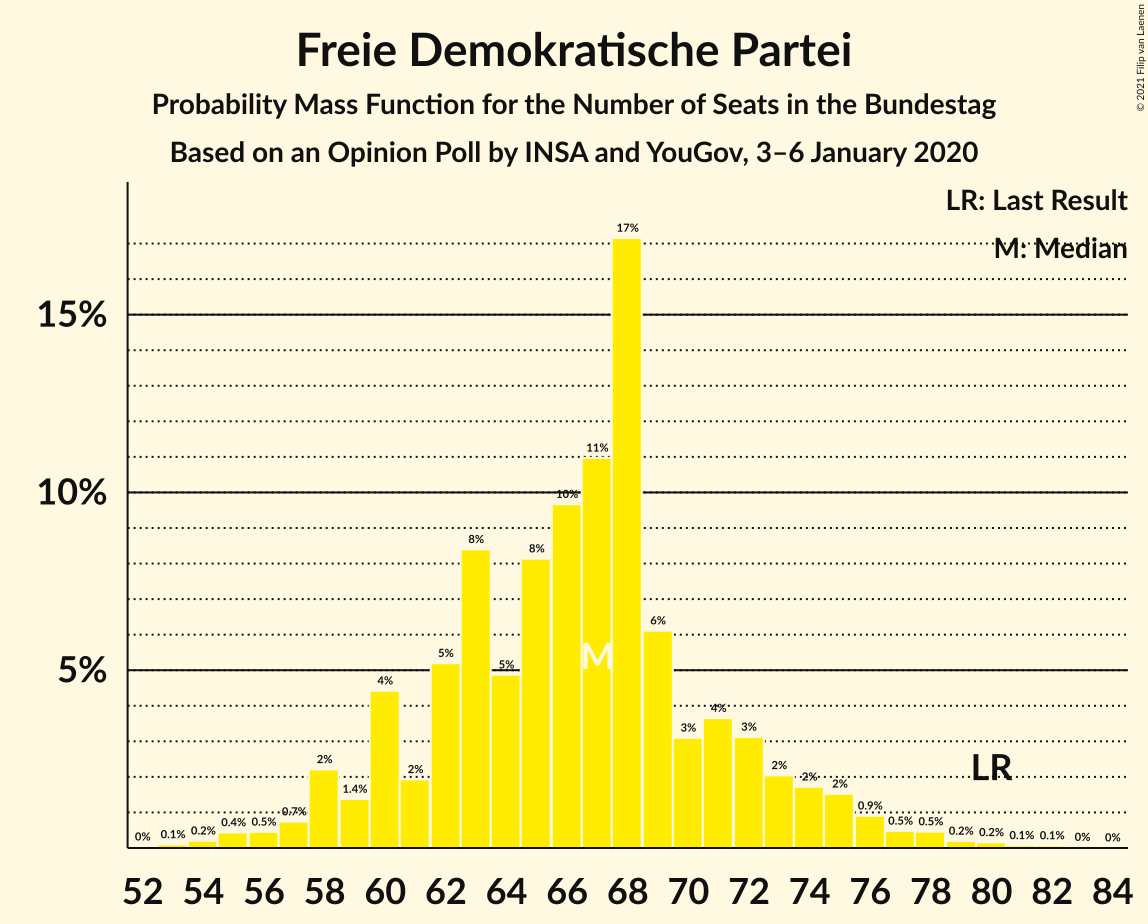 Freie Demokratische Partei
Probability Mass Function for the Number of Seats in the Bundestag
Based on an Opinion Poll by INSA and YouGov, 3–6 January 2020
© 2021 Filip van Laenen
LR: Last Result
M: Median
15%
10%
5%
0% 0.1% 0.2% 0.4% 0.5% 0.7% 2% 1.4% 4% 2% 5% 8% 5% 8% 10% 11% 17% 6% 3% 4% 3% 2% 2% 2% 0.9% 0.5% 0.5% 0.2% 0.2% 0.1% 0.1% 0% 0%
M
LR
52 54 56 58 60 62 64 66 68 70 72 74 76 78 80 82 84